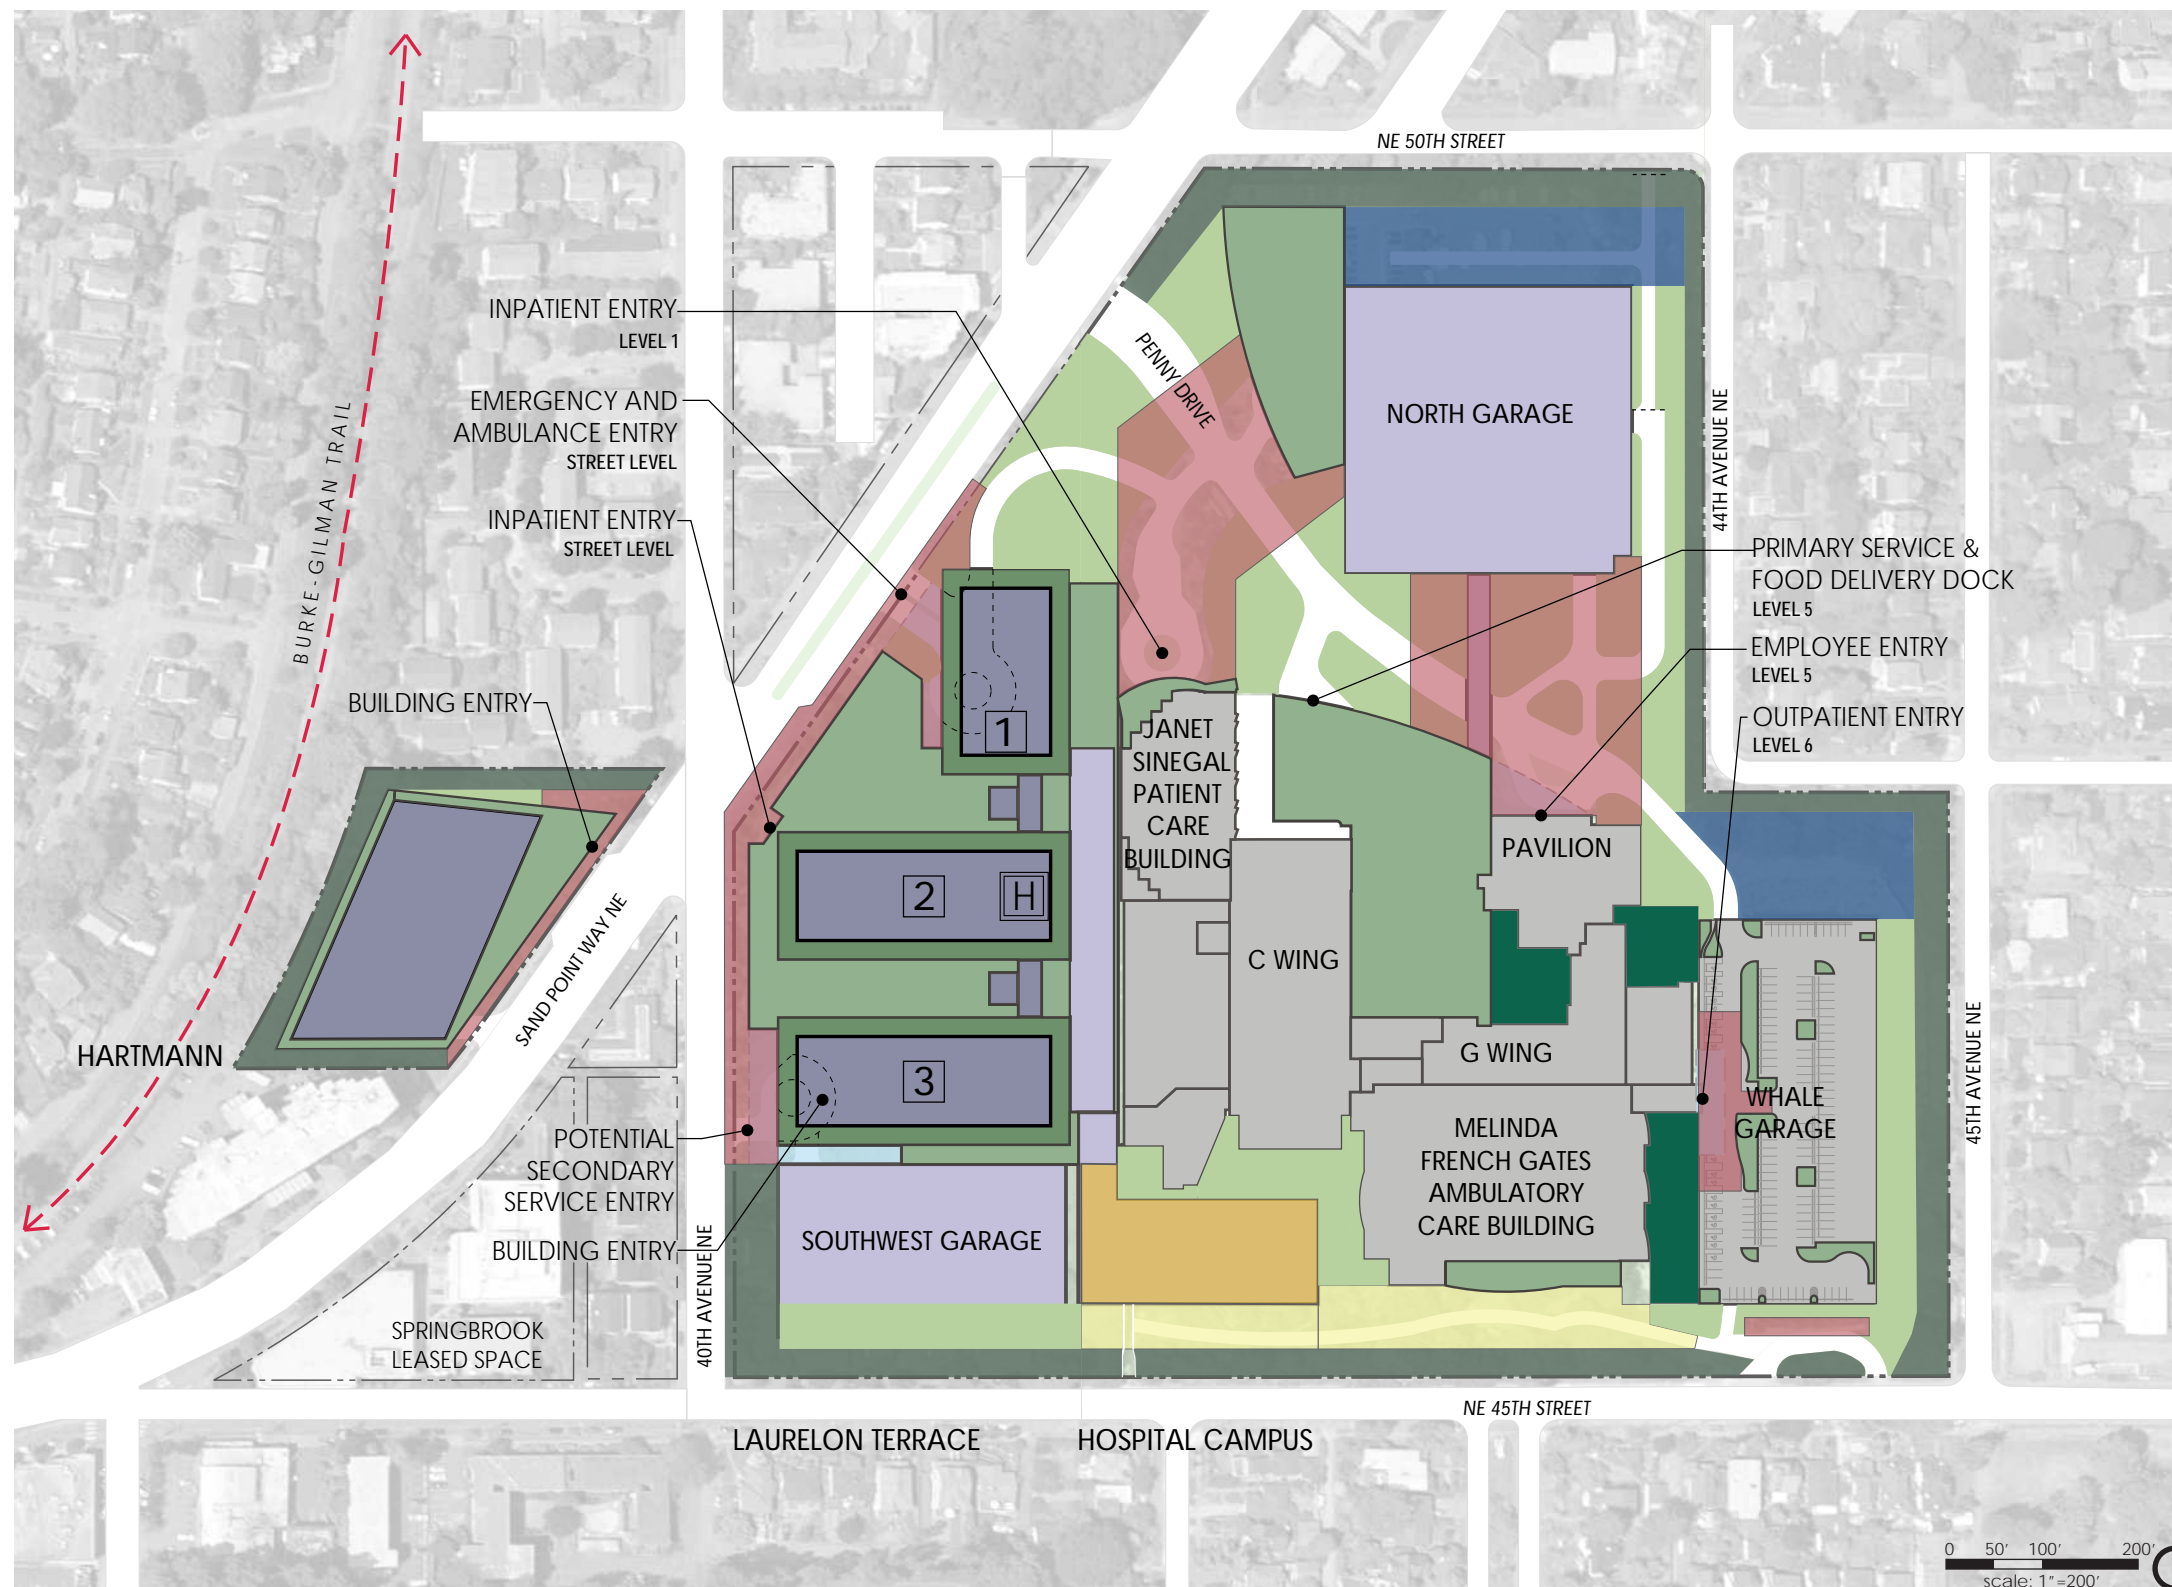 NE 50TH STREET
INPATIENT ENTRY
LEVEL 1
PENNY DRIVE
EMERGENCY AND
AMBULANCE ENTRY
STREET LEVEL
NORTH GARAGE
44TH AVENUE NE
BURKE-GILMAN TRAIL
INPATIENT ENTRY
STREET LEVEL
PRIMARY SERVICE &
FOOD DELIVERY DOCK
LEVEL 5
EMPLOYEE ENTRY
LEVEL 5
OUTPATIENT ENTRY
LEVEL 6
BUILDING ENTRY
1
JANET
SINEGAL
PATIENT
CARE
BUILDING
PAVILION
2
H
SAND POINT WAY NE
C WING
HARTMANN
G WING
3
45TH AVENUE NE
WHALE
GARAGE
POTENTIAL
SECONDARY
SERVICE ENTRY
MELINDA
FRENCH GATES
AMBULATORY
CARE BUILDING
BUILDING ENTRY
SOUTHWEST GARAGE
40TH AVENUE NE
SPRINGBROOK
LEASED SPACE
NE 45TH STREET
LAURELON TERRACE
HOSPITAL CAMPUS
0 50' 100' 200'
scale: 1"=200'